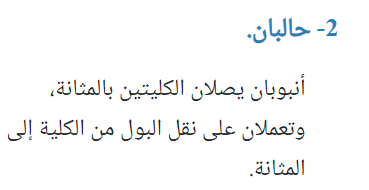 2- حالبان.
أنبوبان يصلان الكليتين بالمثانة،
وتعملان على نقل البول من الكلية إلى
المثانة.